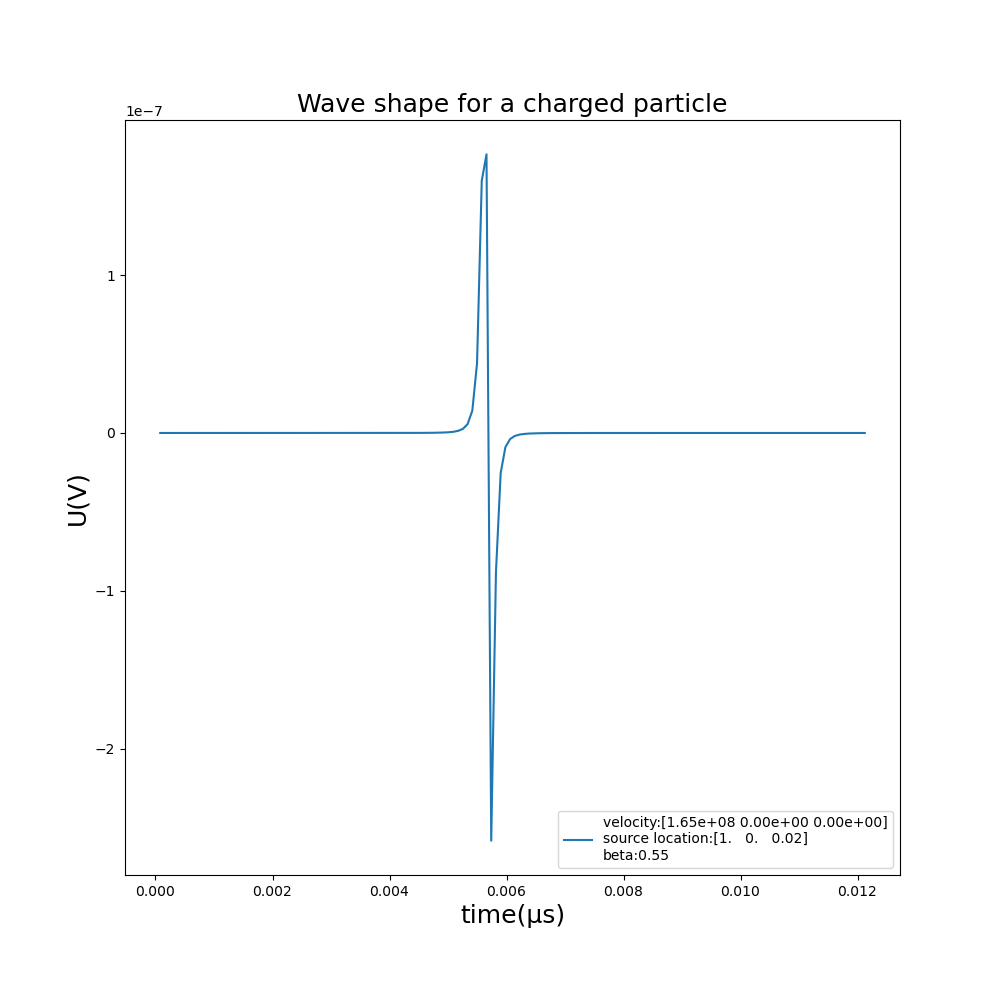 Wave shape for a charged particle
1e−7
1
0
−1
−2
U(V)
velocity:[1.65e+08 0.00e+00 0.00e+00]
source location:[1.   0.   0.02]
beta:0.55
0.000 0.002 0.004 0.006 0.008 0.010 0.012
time(μs)